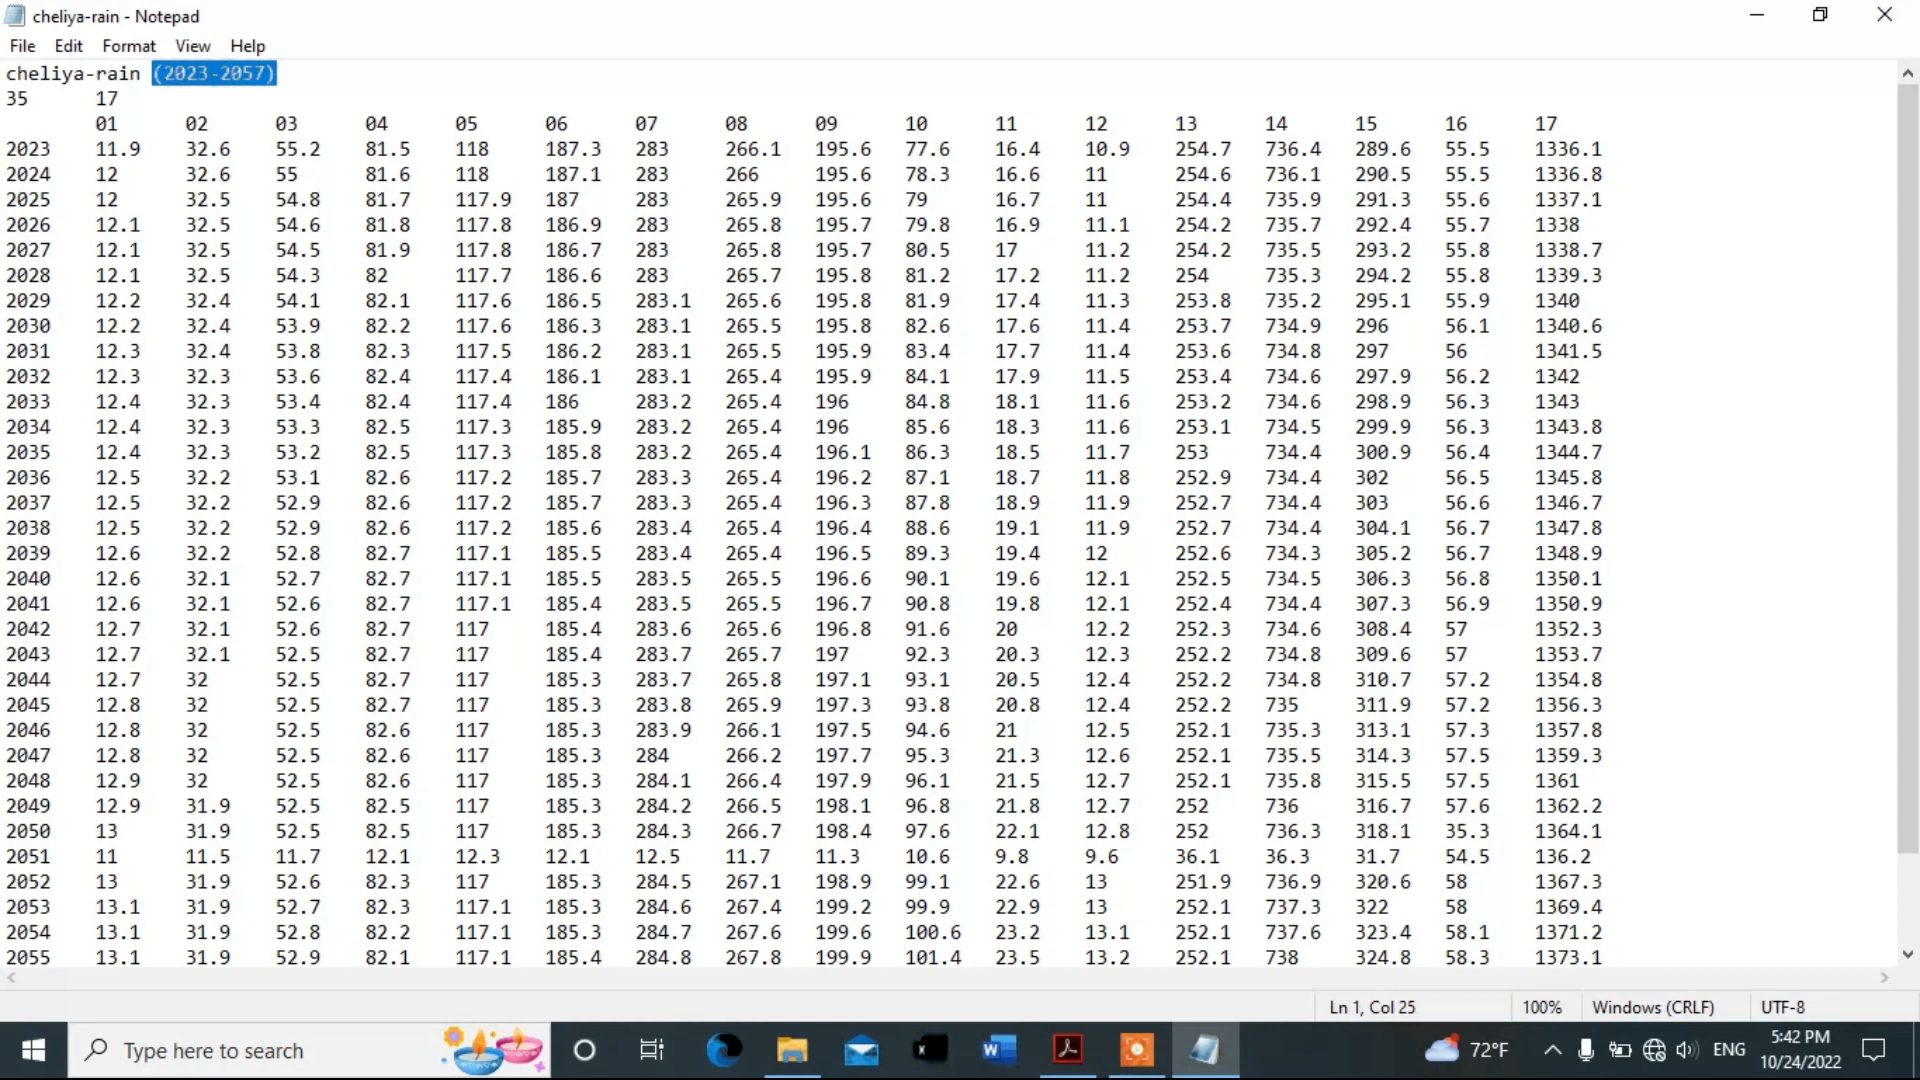 cheliya-rain - Notepad
File Edit Format View Help
cheliya-rain (2023-2057)
35 17
01 02 03 04 05 06 07 08 09 10 11 12 13 14 15 16 17
2023 11.9 32.6 55.2 81.5 118 187.3 283 266.1 195.6 77.6 16.4 10.9 254.7 736.4 289.6 55.5 1336.1
2024 12 32.6 55 81.6 118 187.1 283 266 195.6 78.3 16.6 11 254.6 736.1 290.5 55.5 1336.8
2025 12 32.5 54.8 81.7 117.9 187 283 265.9 195.6 79 16.7 11 254.4 735.9 291.3 55.6 1337.1
2026 12.1 32.5 54.6 81.8 117.8 186.9 283 265.8 195.7 79.8 16.9 11.1 254.2 735.7 292.4 55.7 1338
2027 12.1 32.5 54.5 81.9 117.8 186.7 283 265.8 195.7 80.5 17 11.2 254.2 735.5 293.2 55.8 1338.7
2028 12.1 32.5 54.3 82 117.7 186.6 283 265.7 195.8 81.2 17.2 11.2 254 735.3 294.2 55.8 1339.3
2029 12.2 32.4 54.1 82.1 117.6 186.5 283.1 265.6 195.8 81.9 17.4 11.3 253.8 735.2 295.1 55.9 1340
2030 12.2 32.4 53.9 82.2 117.6 186.3 283.1 265.5 195.8 82.6 17.6 11.4 253.7 734.9 296 56.1 1340.6
2031 12.3 32.4 53.8 82.3 117.5 186.2 283.1 265.5 195.9 83.4 17.7 11.4 253.6 734.8 297 56 1341.5
2032 12.3 32.3 53.6 82.4 117.4 186.1 283.1 265.4 195.9 84.1 17.9 11.5 253.4 734.6 297.9 56.2 1342
2033 12.4 32.3 53.4 82.4 117.4 186 283.2 265.4 196 84.8 18.1 11.6 253.2 734.6 298.9 56.3 1343
2034 12.4 32.3 53.3 82.5 117.3 185.9 283.2 265.4 196 85.6 18.3 11.6 253.1 734.5 299.9 56.3 1343.8
2035 12.4 32.3 53.2 82.5 117.3 185.8 283.2 265.4 196.1 86.3 18.5 11.7 253 734.4 300.9 56.4 1344.7
2036 12.5 32.2 53.1 82.6 117.2 185.7 283.3 265.4 196.2 87.1 18.7 11.8 252.9 734.4 302 56.5 1345.8
2037 12.5 32.2 52.9 82.6 117.2 185.7 283.3 265.4 196.3 87.8 18.9 11.9 252.7 734.4 303 56.6 1346.7
2038 12.5 32.2 52.9 82.6 117.2 185.6 283.4 265.4 196.4 88.6 19.1 11.9 252.7 734.4 304.1 56.7 1347.8
2039 12.6 32.2 52.8 82.7 117.1 185.5 283.4 265.4 196.5 89.3 19.4 12 252.6 734.3 305.2 56.7 1348.9
2040 12.6 32.1 52.7 82.7 117.1 185.5 283.5 265.5 196.6 90.1 19.6 12.1 252.5 734.5 306.3 56.8 1350.1
2041 12.6 32.1 52.6 82.7 117.1 185.4 283.5 265.5 196.7 90.8 19.8 12.1 252.4 734.4 307.3 56.9 1350.9
2042 12.7 32.1 52.6 82.7 117 185.4 283.6 265.6 196.8 91.6 20 12.2 252.3 734.6 308.4 57 1352.3
2043 12.7 32.1 52.5 82.7 117 185.4 283.7 265.7 197 92.3 20.3 12.3 252.2 734.8 309.6 57 1353.7
2044 12.7 32 52.5 82.7 117 185.3 283.7 265.8 197.1 93.1 20.5 12.4 252.2 734.8 310.7 57.2 1354.8
2045 12.8 32 52.5 82.7 117 185.3 283.8 265.9 197.3 93.8 20.8 12.4 252.2 735 311.9 57.2 1356.3
2046 12.8 32 52.5 82.6 117 185.3 283.9 266.1 197.5 94.6 21 12.5 252.1 735.3 313.1 57.3 1357.8
2047 12.8 32 52.5 82.6 117 185.3 284 266.2 197.7 95.3 21.3 12.6 252.1 735.5 314.3 57.5 1359.3
2048 12.9 32 52.5 82.6 117 185.3 284.1 266.4 197.9 96.1 21.5 12.7 252.1 735.8 315.5 57.5 1361
2049 12.9 31.9 52.5 82.5 117 185.3 284.2 266.5 198.1 96.8 21.8 12.7 252 736 316.7 57.6 1362.2
2050 13 31.9 52.5 82.5 117 185.3 284.3 266.7 198.4 97.6 22.1 12.8 252 736.3 318.1 35.3 1364.1
2051 11 11.5 11.7 12.1 12.3 12.1 12.5 11.7 11.3 10.6 9.8 9.6 36.1 36.3 31.7 54.5 136.2
2052 13 31.9 52.6 82.3 117 185.3 284.5 267.1 198.9 99.1 22.6 13 251.9 736.9 320.6 58 1367.3
2053 13.1 31.9 52.7 82.3 117.1 185.3 284.6 267.4 199.2 99.9 22.9 13 252.1 737.3 322 58 1369.4
2054 13.1 31.9 52.8 82.2 117.1 185.3 284.7 267.6 199.6 100.6 23.2 13.1 252.1 737.6 323.4 58.1 1371.2
2055 13.1 31.9 52.9 82.1 117.1 185.4 284.8 267.8 199.9 101.4 23.5 13.2 252.1 738 324.8 58.3 1373.1
Ln 1, Col 25 100% Windows (CRLF) UTF-8
Type here to search 72°F ENG 5:42 PM
10/24/2022